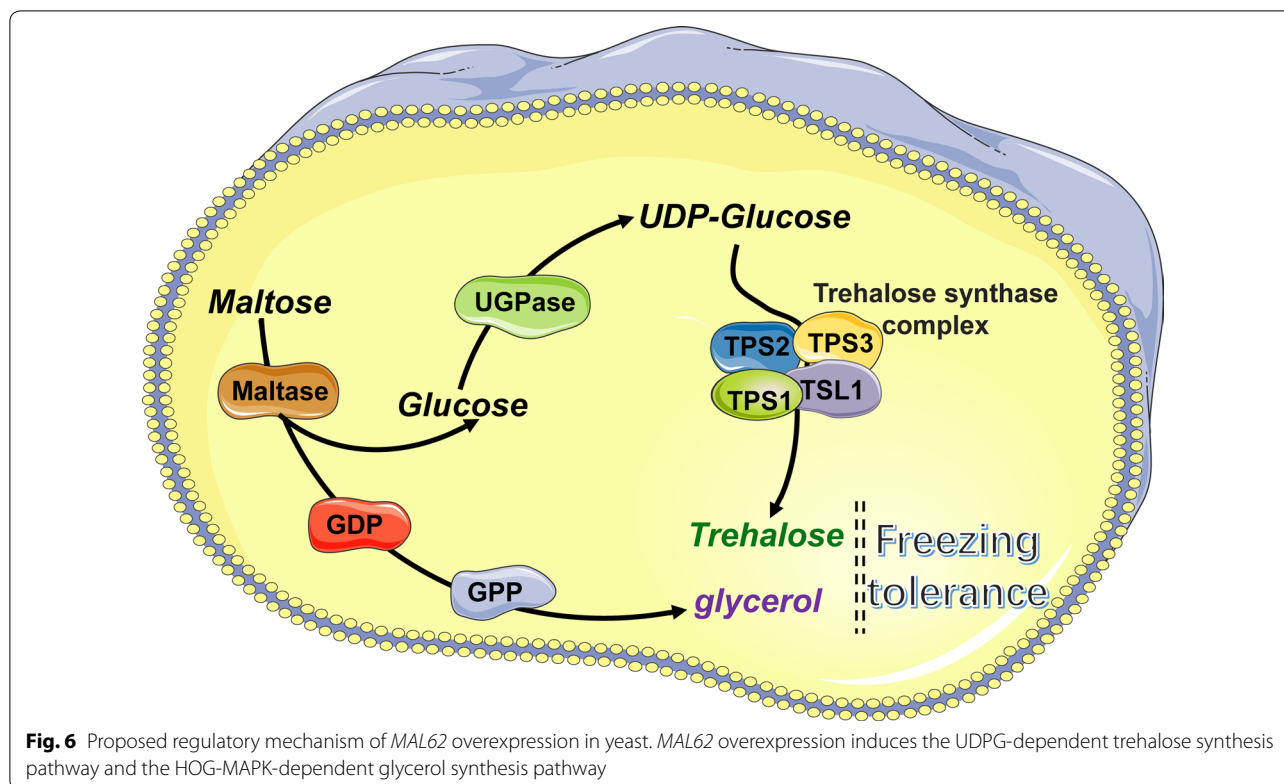 UDP-Glucose
Maltose
UGPase
Trehalose synthase
complex
TPS2
TPS3
Maltase
Glucose
TPS1
TSL1
GDP
Trehalose
Freezing
tolerance
GPP
glycerol
Fig. 6 Proposed regulatory mechanism of MAL62 overexpression in yeast. MAL62 overexpression induces the UDPG-dependent trehalose synthesis
pathway and the HOG-MAPK-dependent glycerol synthesis pathway